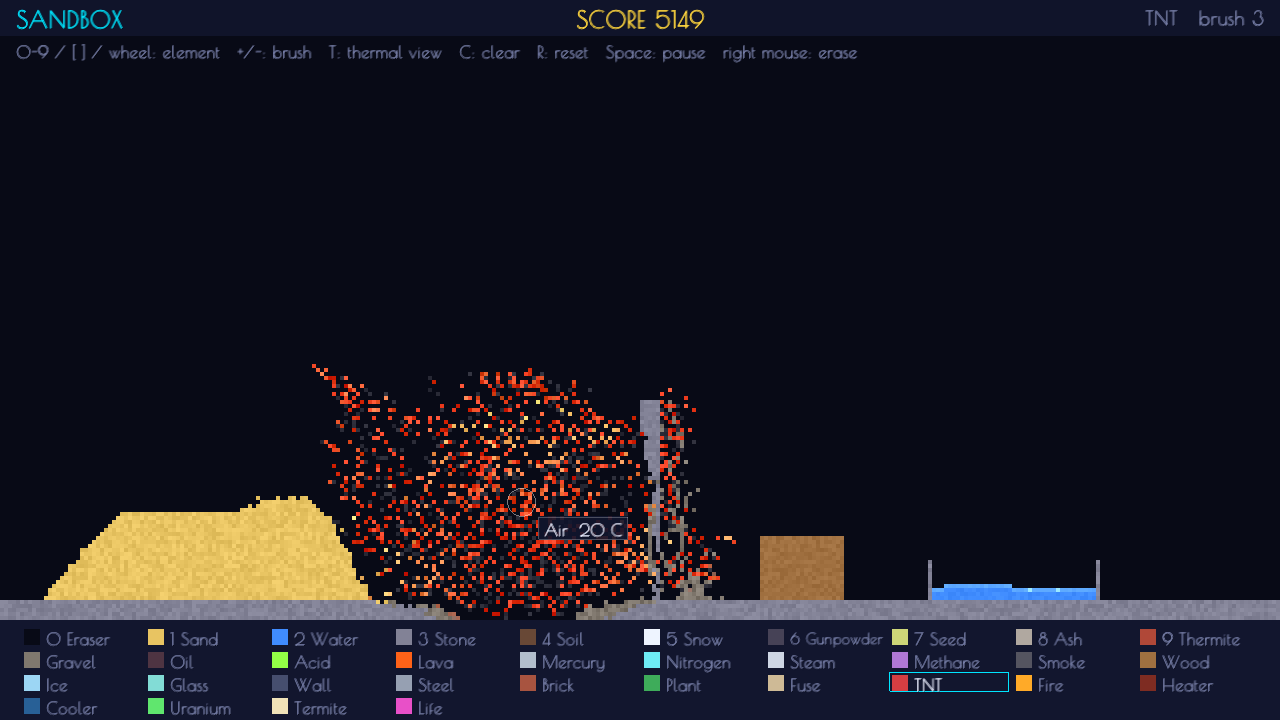 SANDBOX SCORE 5149 TNT brush 3
0-9 / [ ] / wheel: element +/-: brush T: thermal view C: clear R: reset Space: pause right mouse: erase
Air 20 C
0 Eraser 1 Sand 2 Water 3 Stone 4 Soil 5 Snow 6 Gunpowder 7 Seed 8 Ash 9 Thermite
Gravel Oil Acid Lava Mercury Nitrogen Steam Methane Smoke Wood
Ice Glass Wall Steel Brick Plant Fuse TNT Fire Heater
Cooler Uranium Termite Life